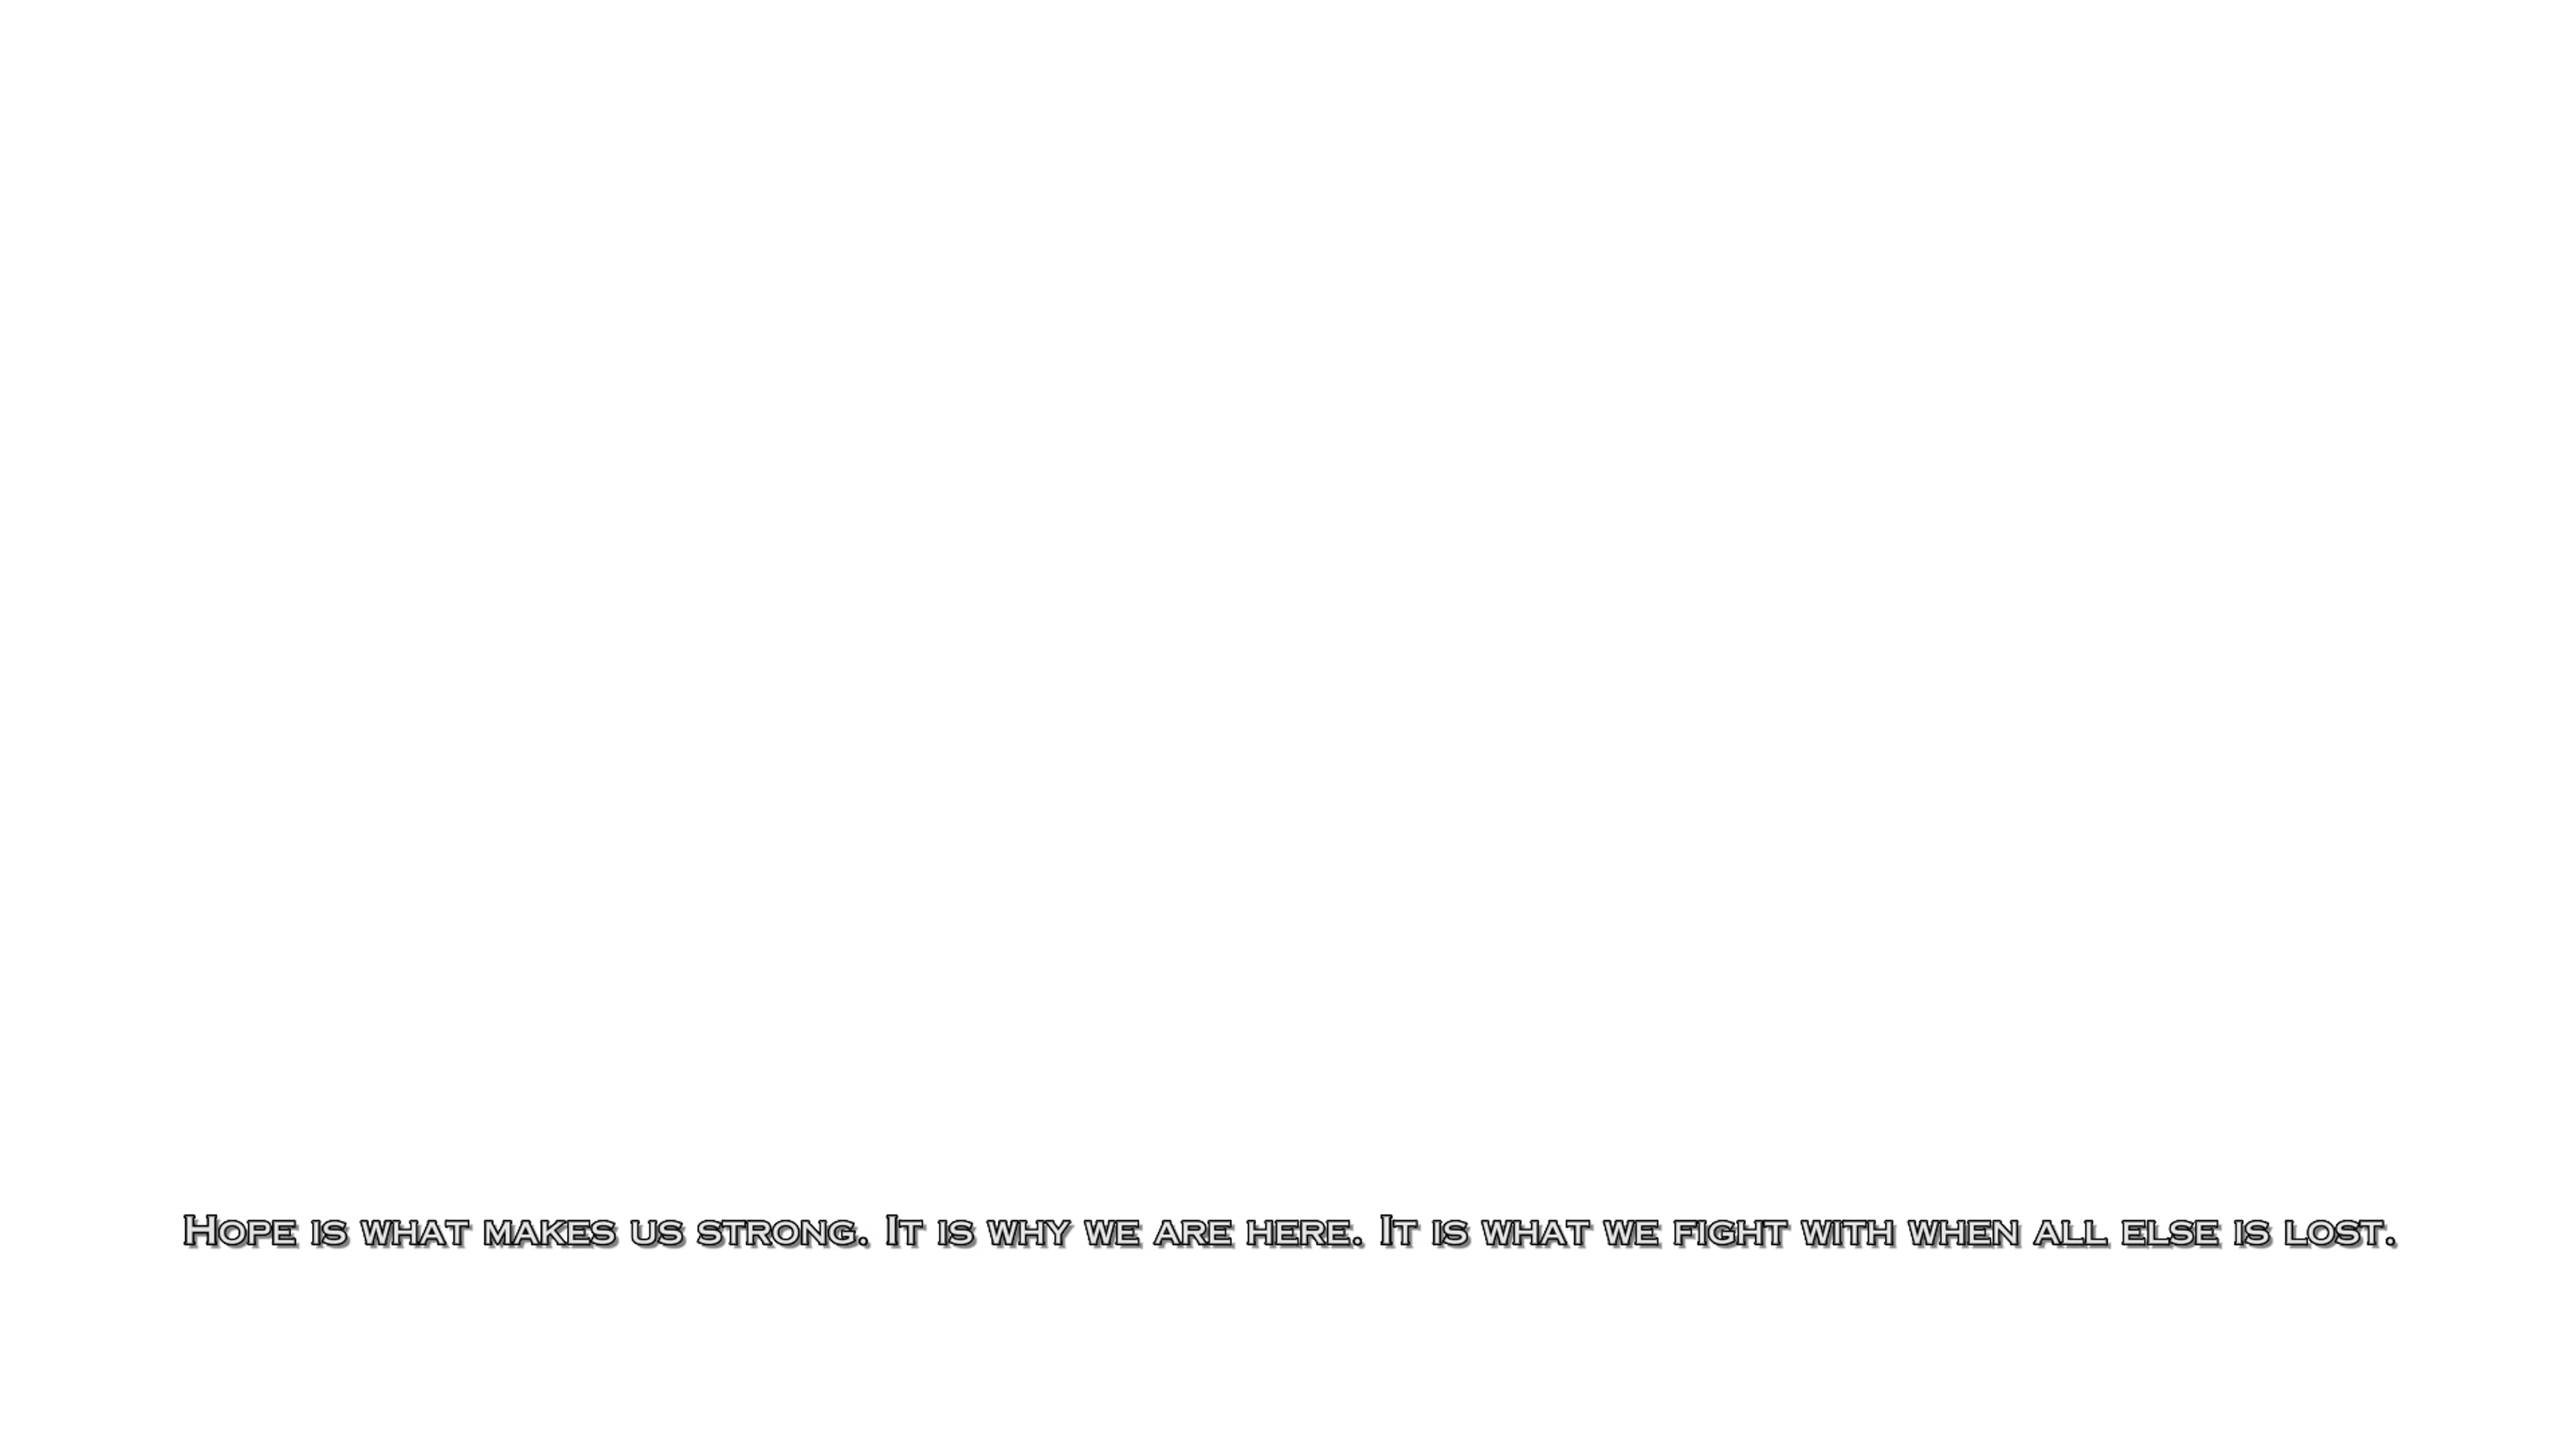 Hope is what makes us strong. It is why we are here. It is what we fight with when all else is lost.